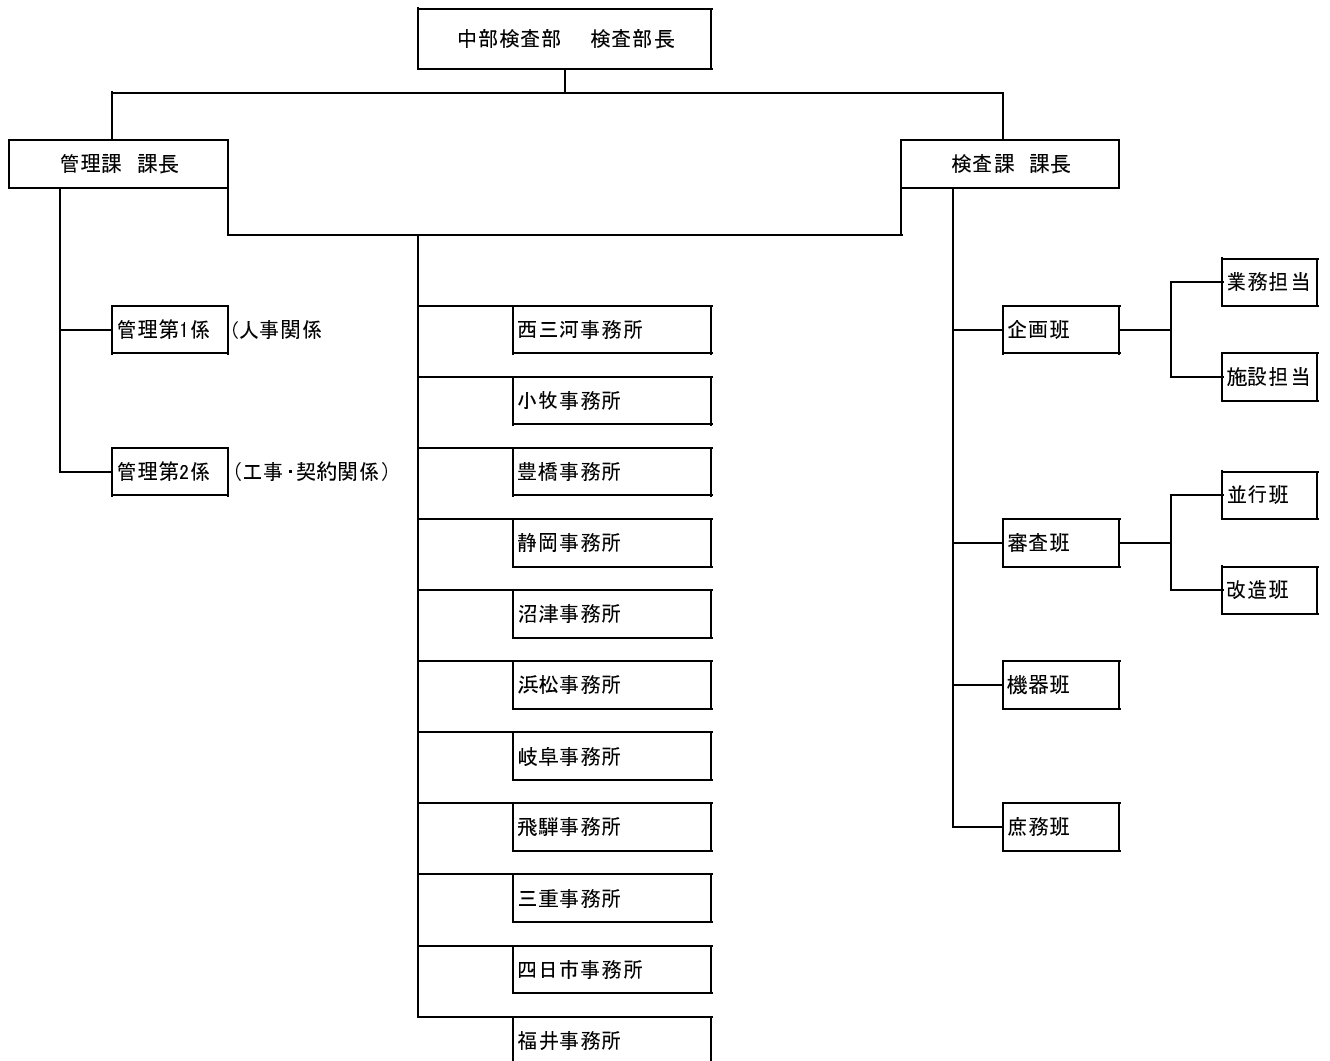 中部検査部　検査部長
管理課　課長
検査課　課長
管理第1係 (人事関係
管理第2係 (工事・契約関係)
西三河事務所
小牧事務所
豊橋事務所
静岡事務所
沼津事務所
浜松事務所
岐阜事務所
飛騨事務所
三重事務所
四日市事務所
福井事務所
企画班
業務担当
施設担当
審査班
並行班
改造班
機器班
庶務班